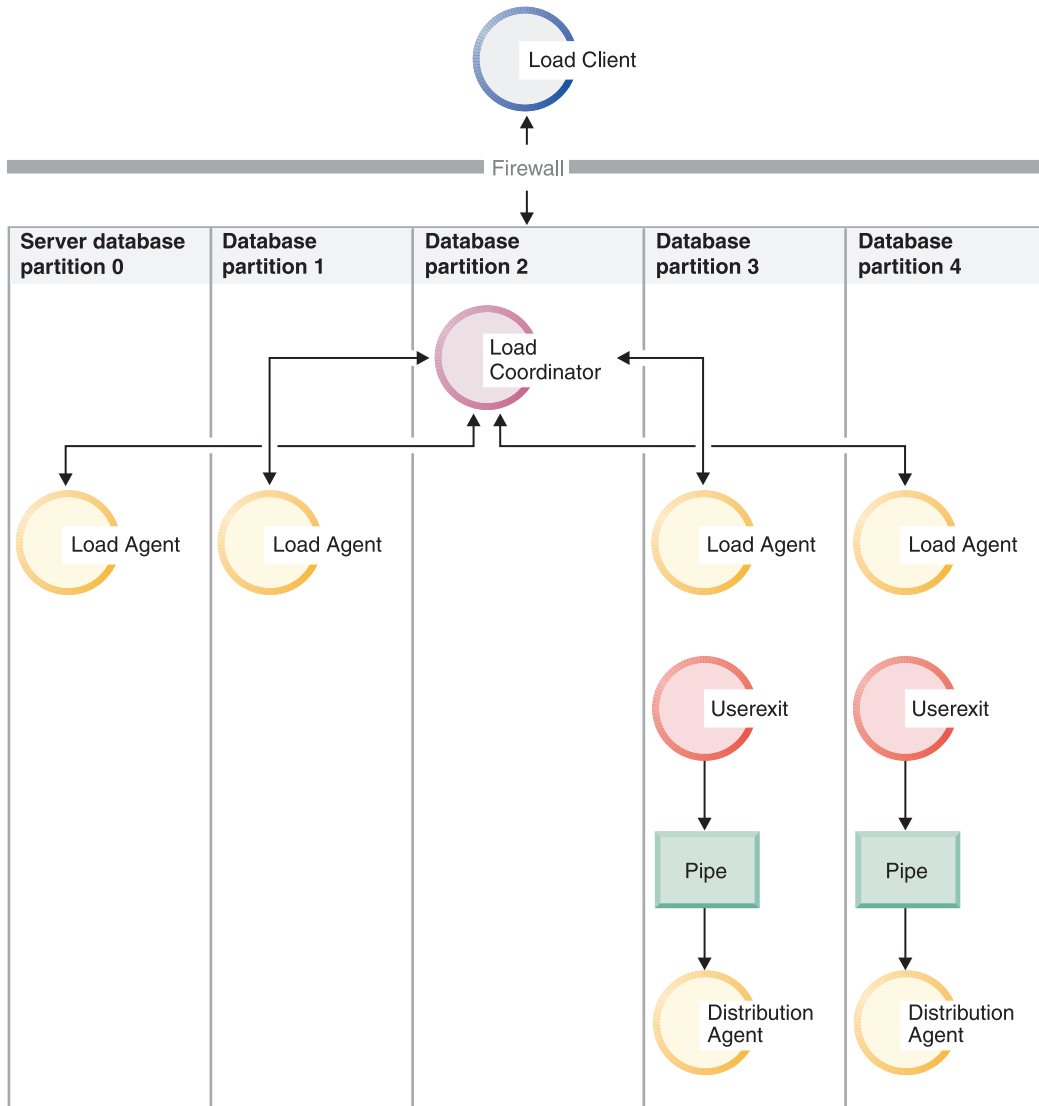 Load Client
Firewall
Server database
partition 0
Database
partition 1
Database
partition 2
Database
partition 3
Database
partition 4
Load
Coordinator
Load Agent
Load Agent
Load Agent
Load Agent
Userexit
Userexit
Pipe
Pipe
Distribution
Agent
Distribution
Agent